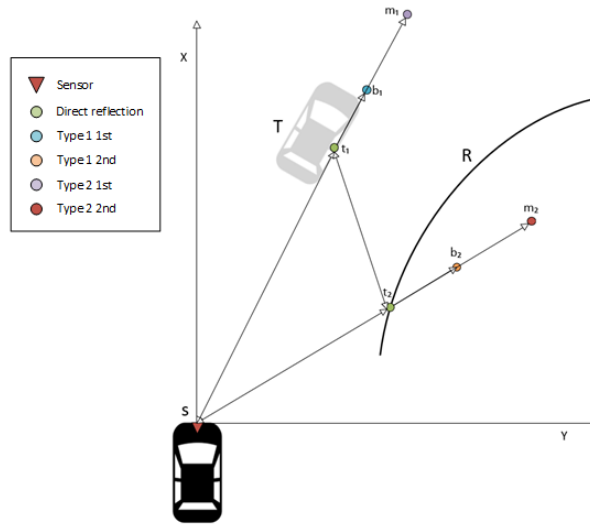 m₁
X
Sensor
Direct reflection
Type 1 1st
Type 1 2nd
Type 2 1st
Type 2 2nd
b₁
T
t₁
R
m₂
b₂
t₂
S
Y